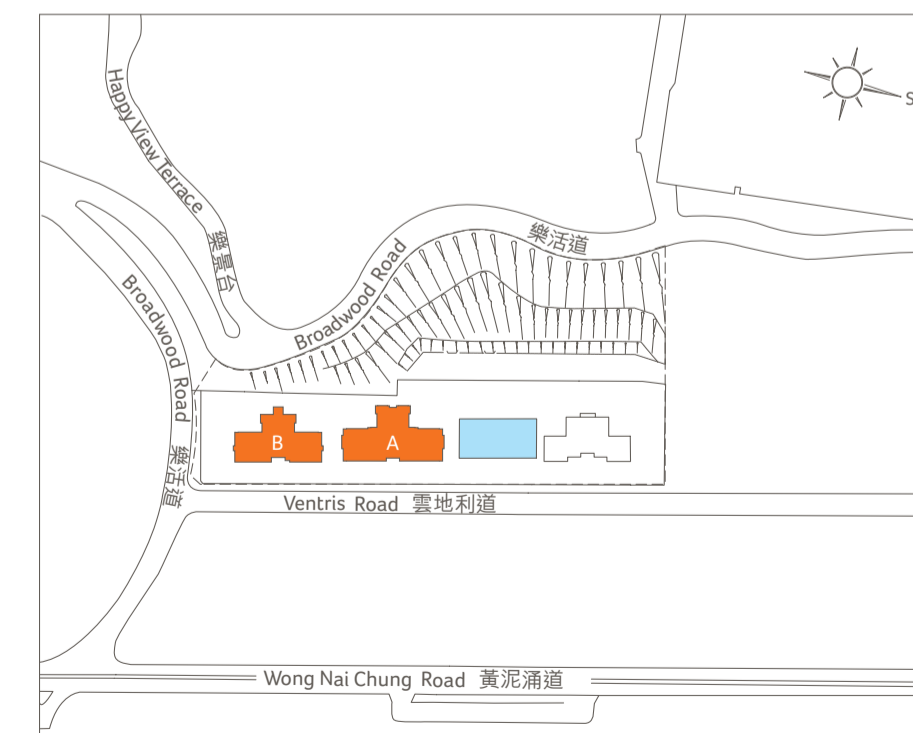 Happy View Terrace 樂景台
S
樂活道
Broadwood Road
Broadwood Road 樂活道
B
A
Ventris Road 雲地利道
Wong Nai Chung Road 黃泥涌道